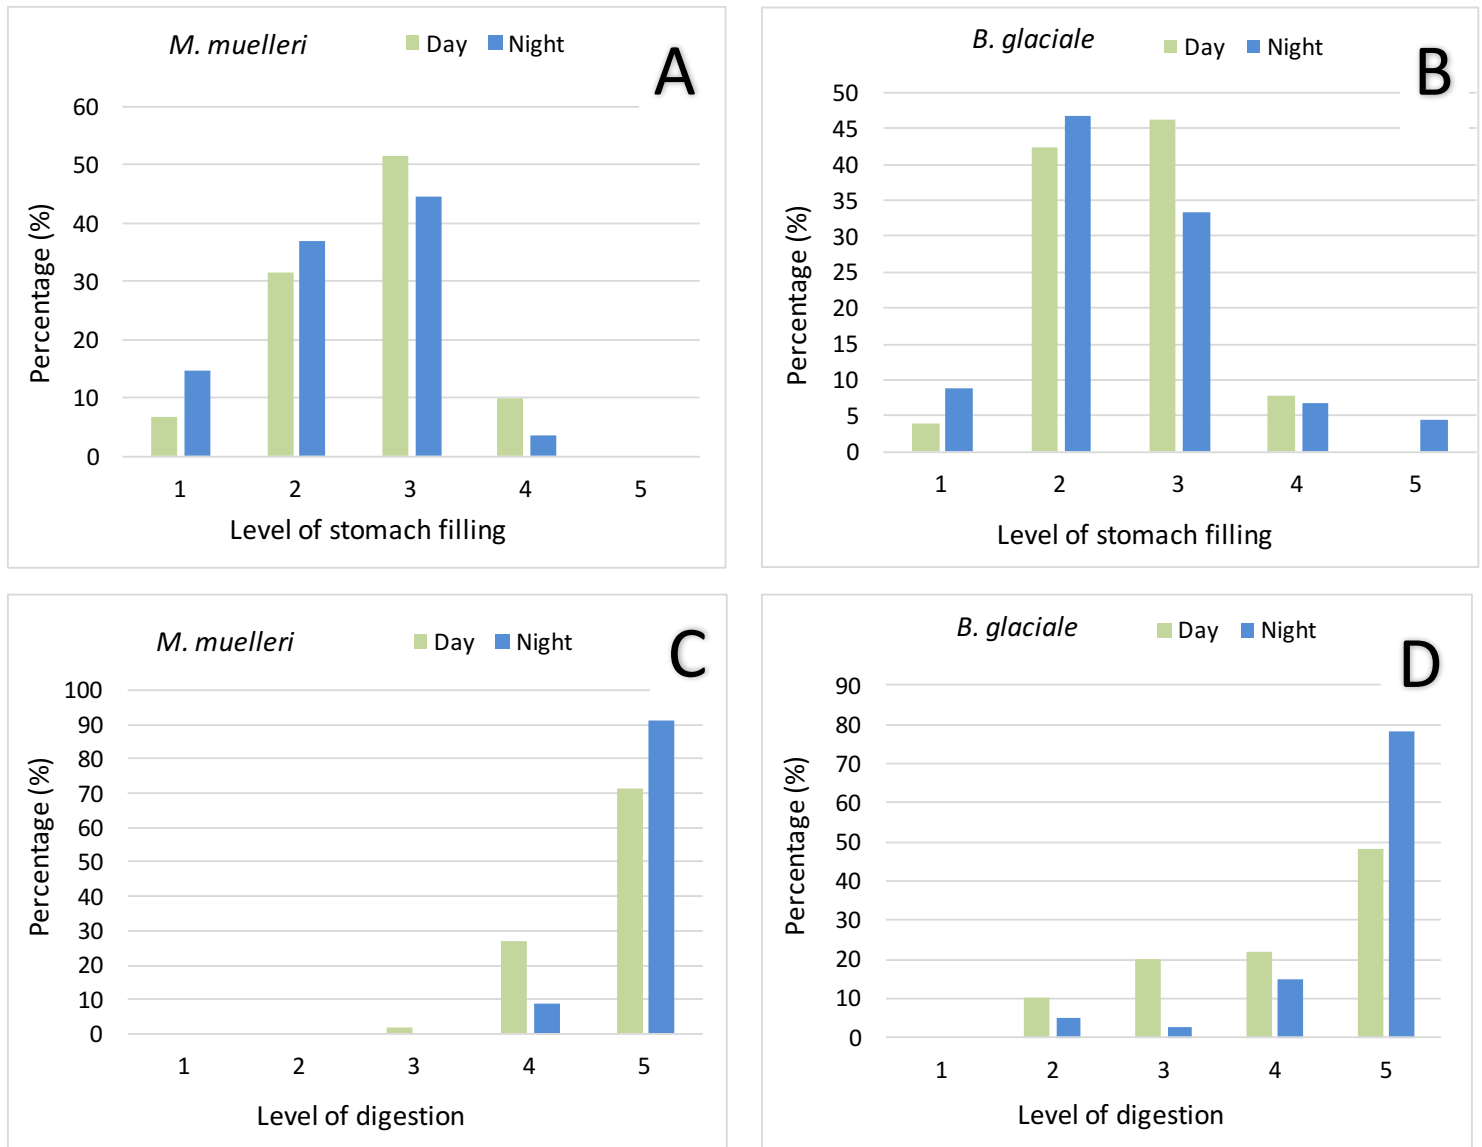 M. muelleri
Day Night
A
60
50
40
30
20
10
0
Percentage (%)
1 2 3 4 5
Level of stomach filling
B. glaciale
Day Night
B
50
45
40
35
30
25
20
15
10
5
0
Percentage (%)
1 2 3 4 5
Level of stomach filling
M. muelleri
Day Night
C
100
90
80
70
60
50
40
30
20
10
0
Percentage (%)
1 2 3 4 5
Level of digestion
B. glaciale
Day Night
D
90
80
70
60
50
40
30
20
10
0
Percentage (%)
1 2 3 4 5
Level of digestion